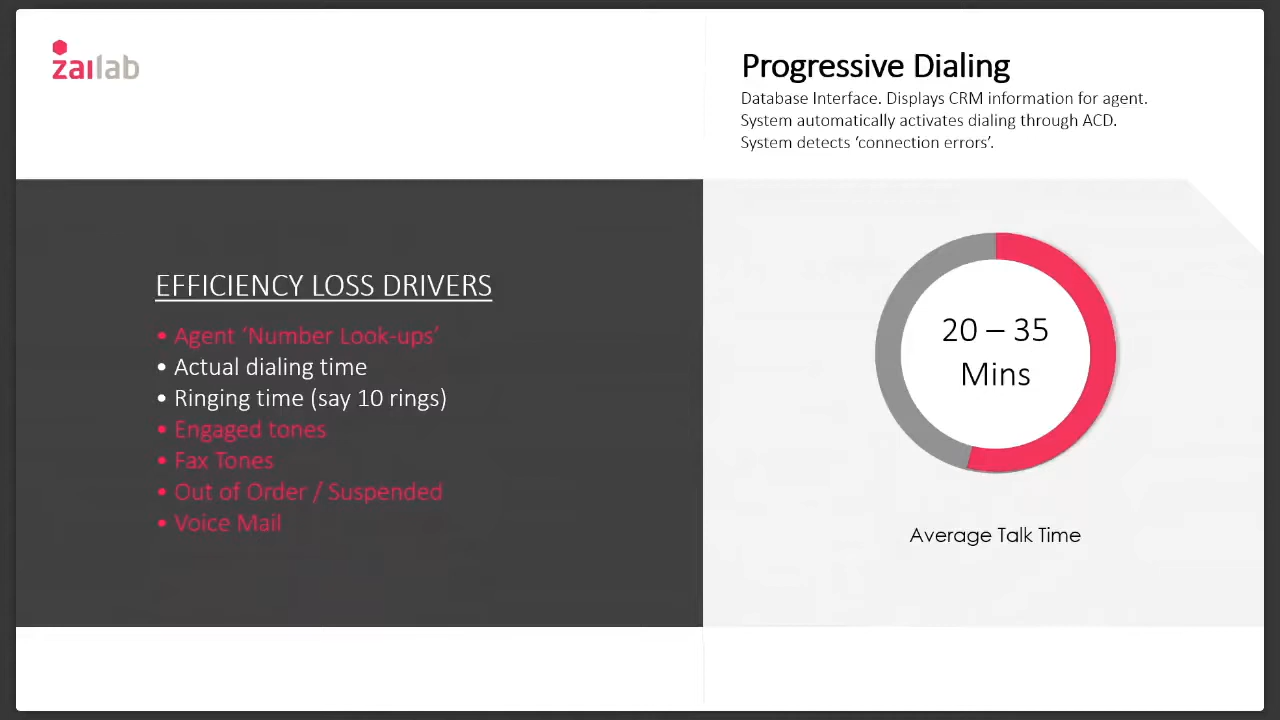 zailab
Progressive Dialing
Database Interface. Displays CRM information for agent.
System automatically activates dialing through ACD.
System detects ‘connection errors’.
EFFICIENCY LOSS DRIVERS
• Agent ‘Number Look-ups’
• Actual dialing time
• Ringing time (say 10 rings)
• Engaged tones
• Fax Tones
• Out of Order / Suspended
• Voice Mail
20 – 35
Mins
Average Talk Time